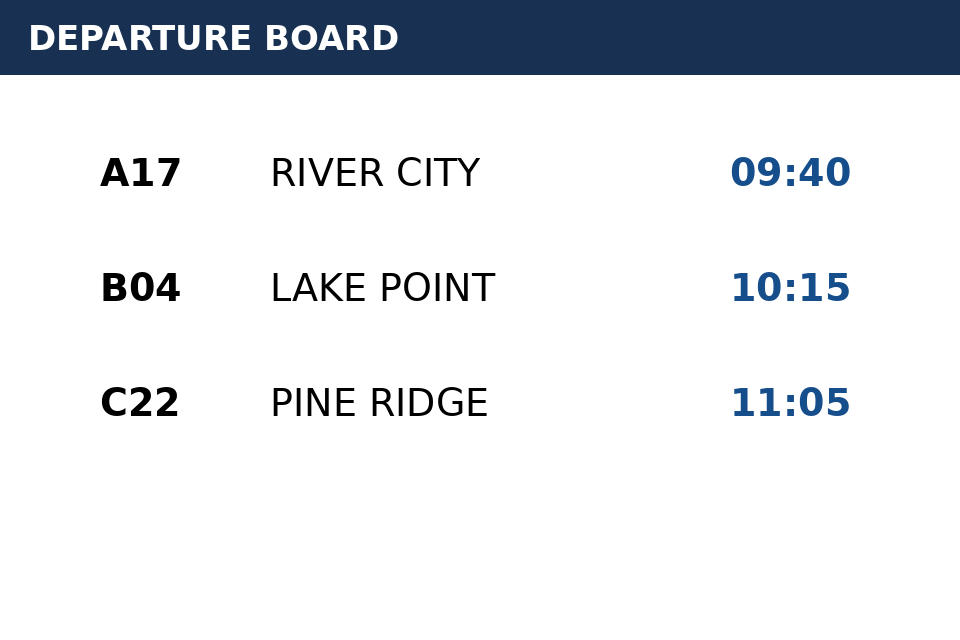 DEPARTURE BOARD
A17 RIVER CITY 09:40
B04 LAKE POINT 10:15
C22 PINE RIDGE 11:05